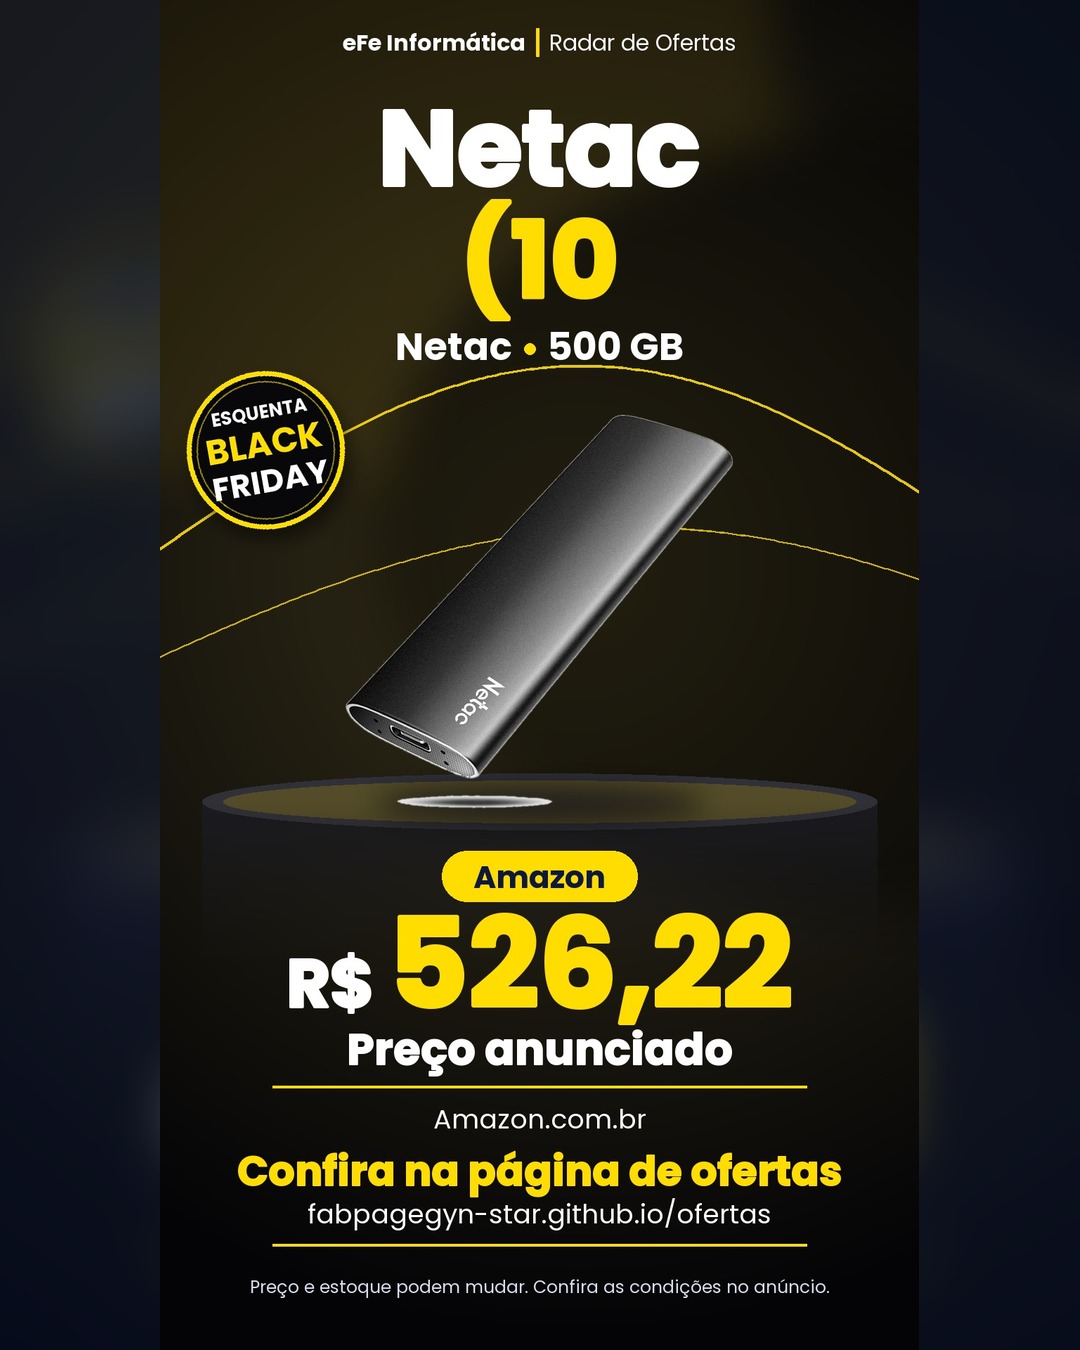 eFe Informática | Radar de Ofertas
Netac
(10
Netac • 500 GB
ESQUENTA
BLACK
FRIDAY
Netac
Amazon
R$ 526,22
Preço anunciado
Amazon.com.br
Confira na página de ofertas
fabpagegyn-star.github.io/ofertas
Preço e estoque podem mudar. Confira as condições no anúncio.